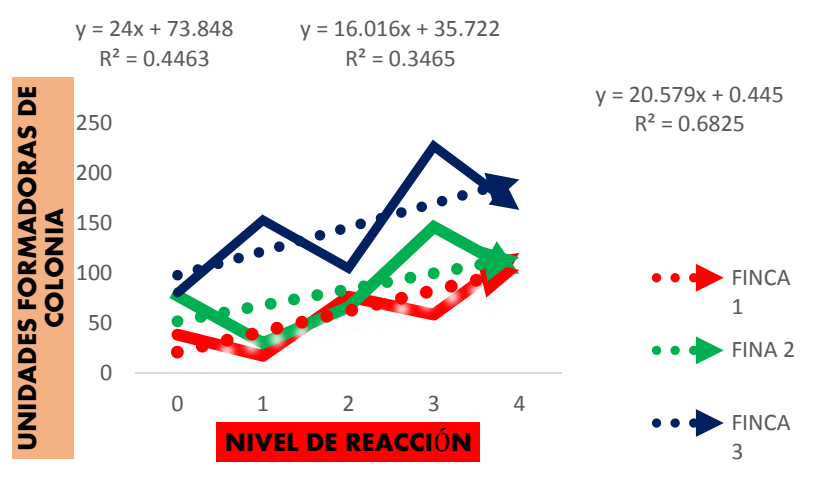 y = 24x + 73.848
R² = 0.4463
y = 16.016x + 35.722
R² = 0.3465
y = 20.579x + 0.445
R² = 0.6825
UNIDADES FORMADORAS DE
COLONIA
250
200
150
100
50
0
0 1 2 3 4
NIVEL DE REACCIÓN
FINCA
1
FINA 2
FINCA
3